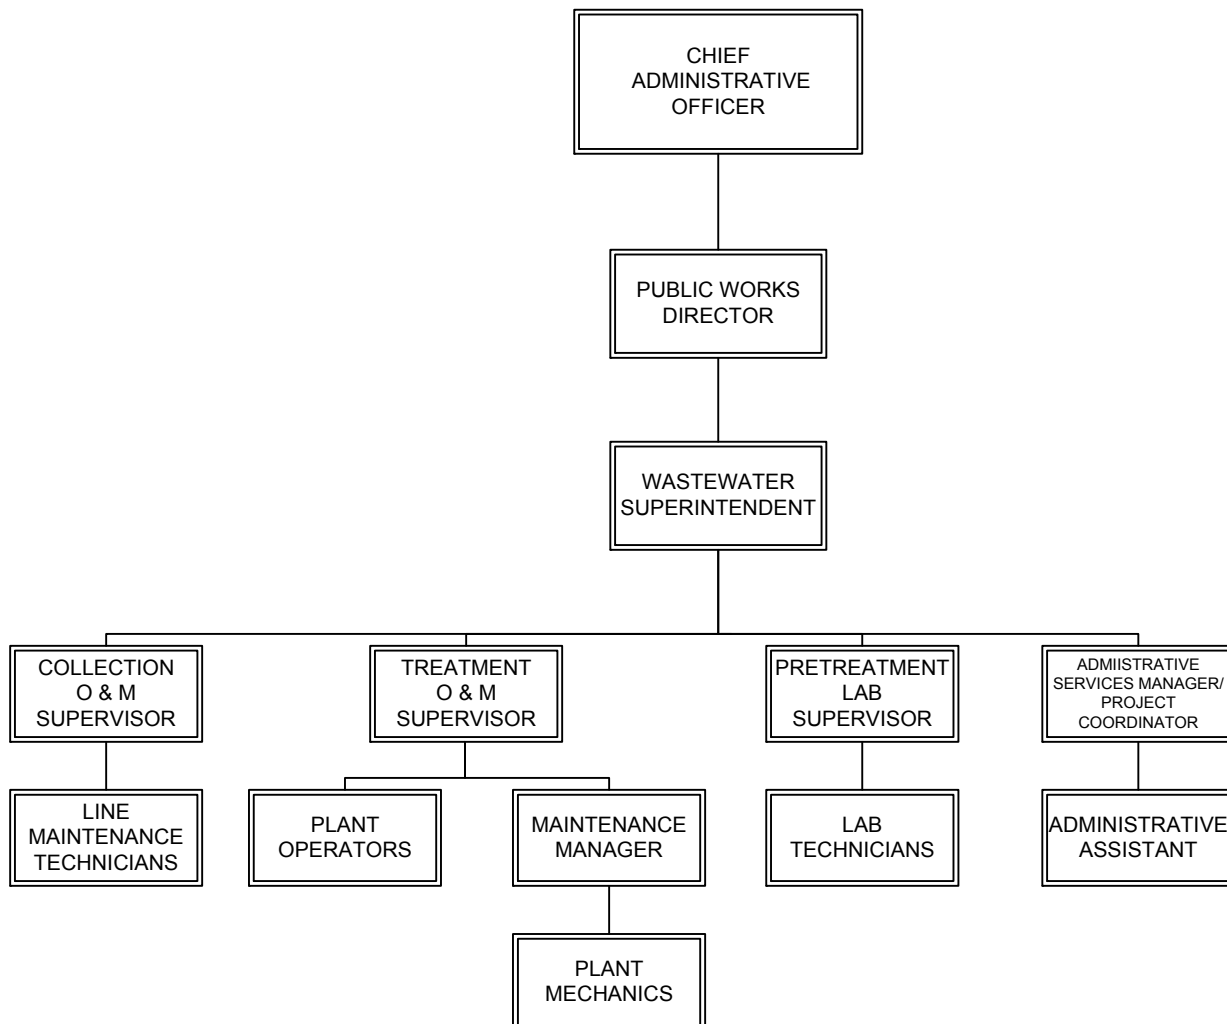 CHIEF
ADMINISTRATIVE
OFFICER
PUBLIC WORKS
DIRECTOR
WASTEWATER
SUPERINTENDENT
COLLECTION
O & M
SUPERVISOR
TREATMENT
O & M
SUPERVISOR
PRETREATMENT
LAB
SUPERVISOR
ADMIISTRATIVE
SERVICES MANAGER/
PROJECT
COORDINATOR
LINE
MAINTENANCE
TECHNICIANS
PLANT
OPERATORS
MAINTENANCE
MANAGER
LAB
TECHNICIANS
ADMINISTRATIVE
ASSISTANT
PLANT
MECHANICS